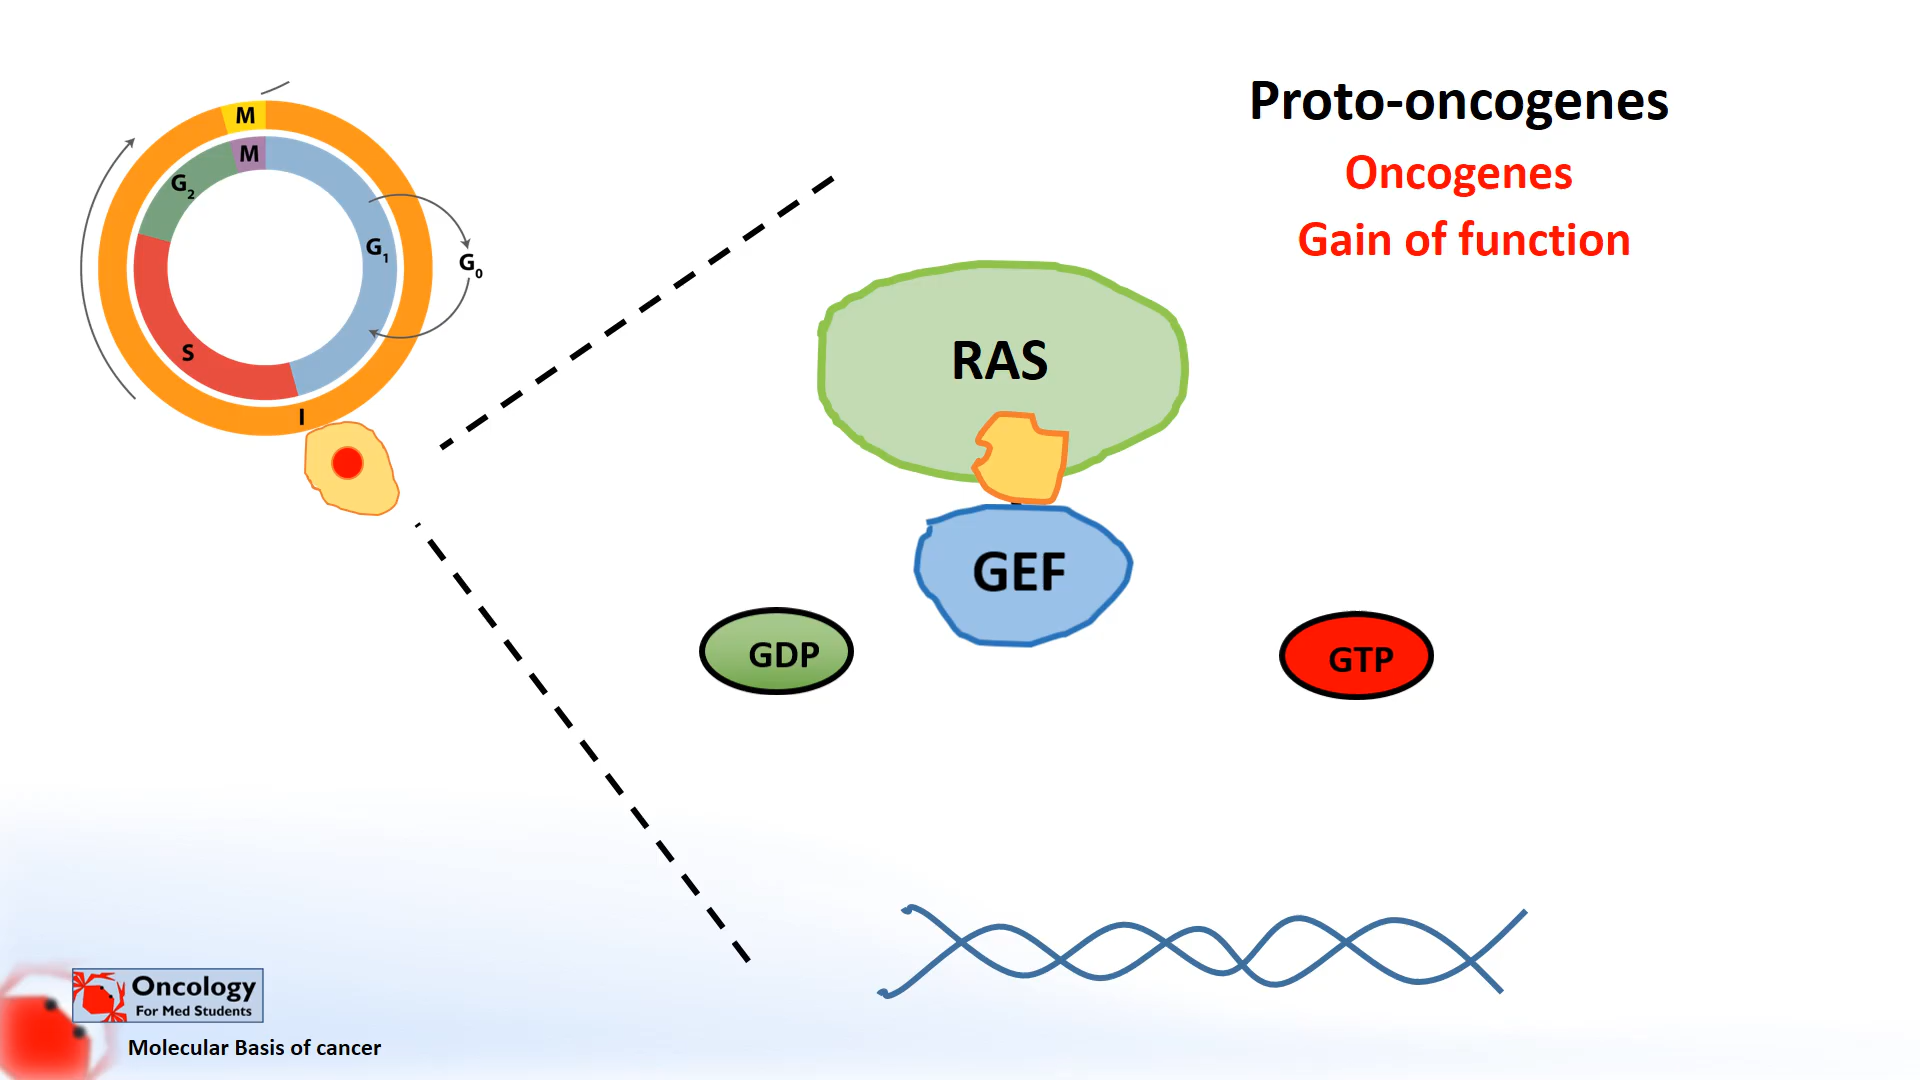 Proto-oncogenes
Oncogenes
Gain of function
M
M
G2
G1
G0
S
I
RAS
GEF
GDP
GTP
Oncology
For Med Students
Molecular Basis of cancer